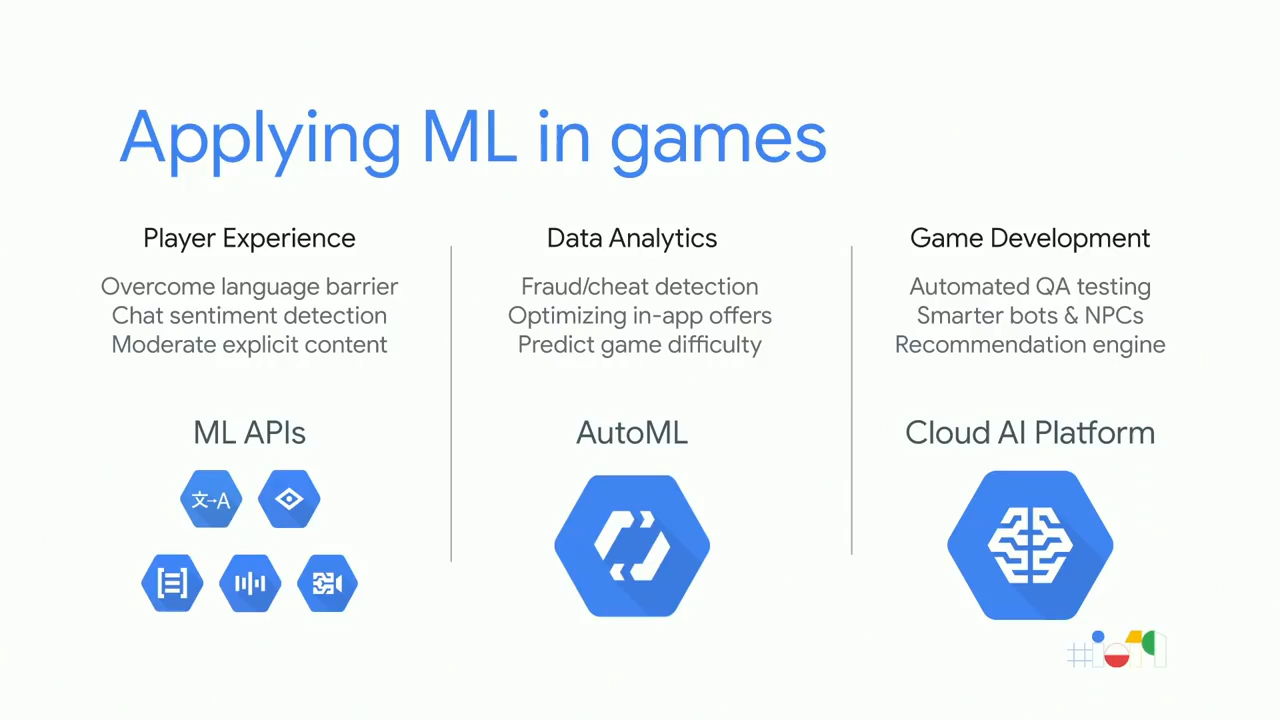 Applying ML in games
Player Experience
Overcome language barrier
Chat sentiment detection
Moderate explicit content
ML APIs
文→A
Data Analytics
Fraud/cheat detection
Optimizing in-app offers
Predict game difficulty
AutoML
Game Development
Automated QA testing
Smarter bots & NPCs
Recommendation engine
Cloud AI Platform
#io19